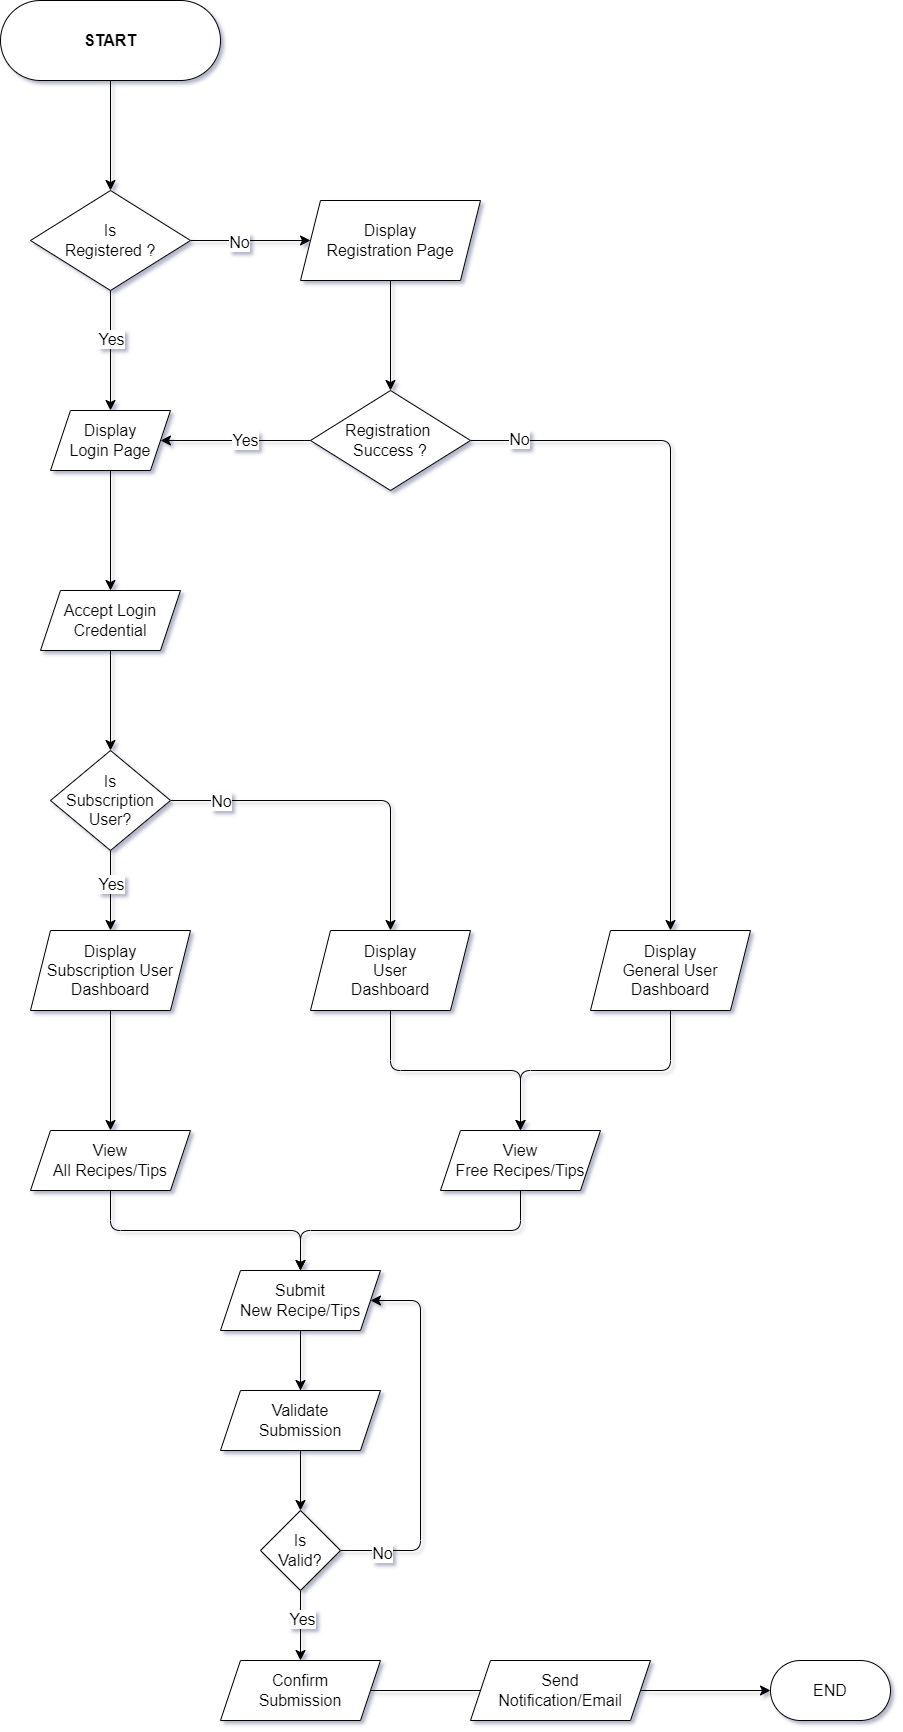 START
Is
Registered ?
No
Display
Registration Page
Yes
Display
Login Page
Yes
Registration
Success ?
No
Accept Login
Credential
Is
Subscription
User?
No
Yes
Display
Subscription User
Dashboard
Display
User
Dashboard
Display
General User
Dashboard
View
All Recipes/Tips
View
Free Recipes/Tips
Submit
New Recipe/Tips
Validate
Submission
Is
Valid?
No
Yes
Confirm
Submission
Send
Notification/Email
END